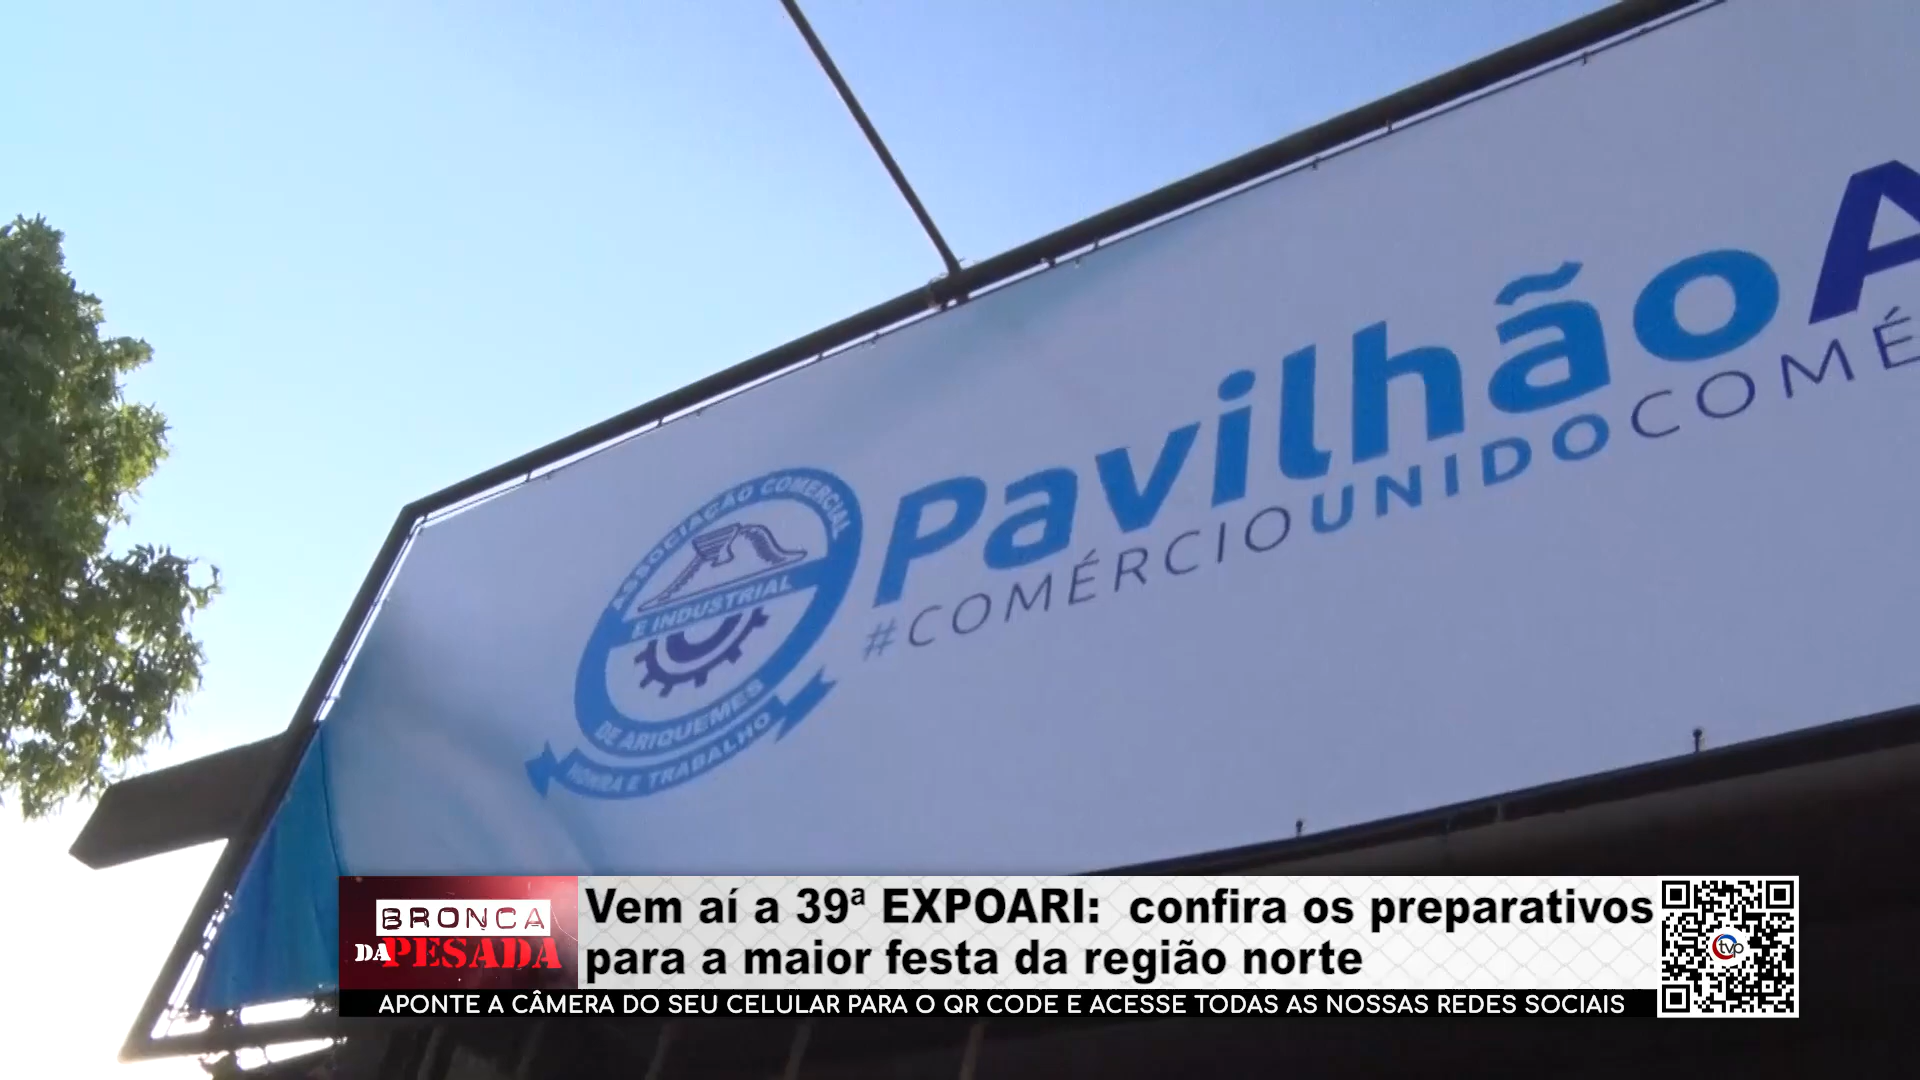 PavilhãoA
#COMÉRCIOUNIDOCOMÉ
ASSOCIAÇÃO COMERCIAL
E INDUSTRIAL
DE ARIQUEMES
HONRA E TRABALHO
BRONCA
DA PESADA
Vem aí a 39ª EXPOARI: confira os preparativos
para a maior festa da região norte
tvp
APONTE A CÂMERA DO SEU CELULAR PARA O QR CODE E ACESSE TODAS AS NOSSAS REDES SOCIAIS